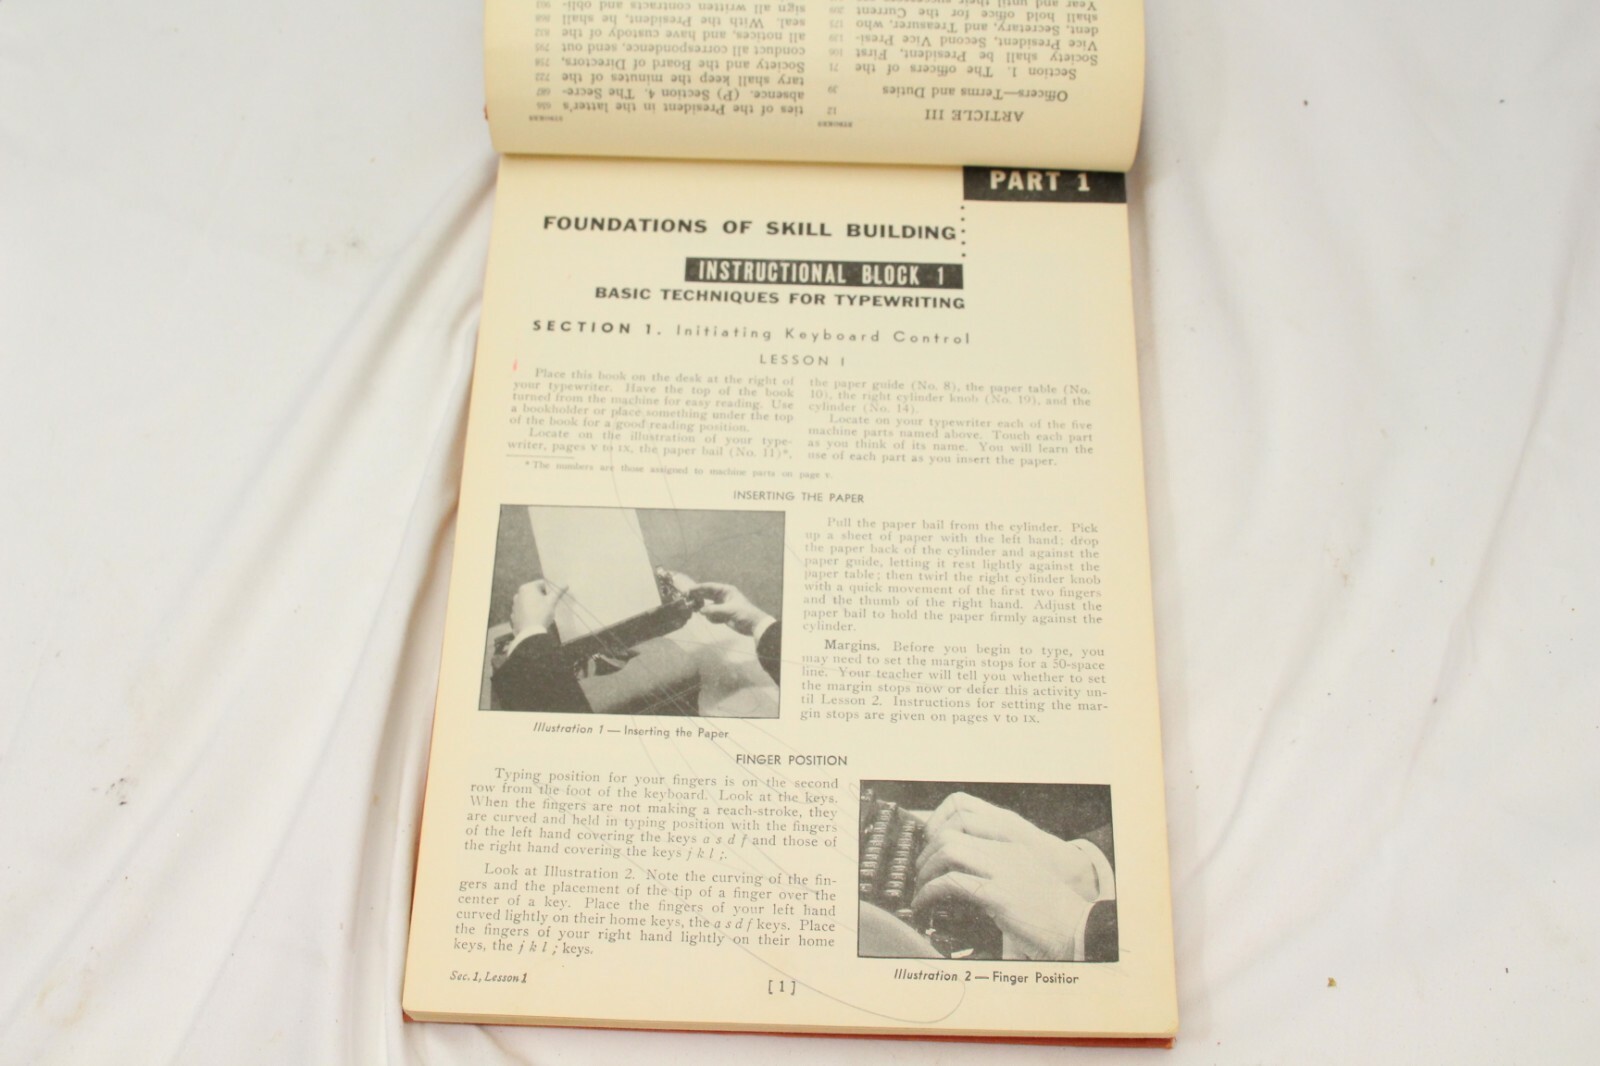 STROKES
ARTICLE III 12
Officers—Terms and Duties
Section 1. The officers of the 71
Society shall be President, First 106
Vice President, Second Vice Presi- 139
dent, Secretary, and Treasurer, who 175
shall hold office for the Current
Year and until their
STROKES
ties of the President in the latter's 656
absence. (P) Section 4. The Secre- 687
tary shall keep the minutes of the 722
Society and the Board of Directors, 758
conduct all correspondence, send out 795
all notices, and have custody of the 832
seal. With the President, he shall 868
sign all written contracts and obli-
PART 1
FOUNDATIONS OF SKILL BUILDING
INSTRUCTIONAL BLOCK 1
BASIC TECHNIQUES FOR TYPEWRITING
SECTION 1. Initiating Keyboard Control
LESSON 1
Place this book on the desk at the right of
your typewriter. Have the top of the book
turned from the machine for easy reading. Use
a bookholder or place something under the top
of the book for a good reading position.
Locate on the illustration of your type-
writer, pages v to ix, the paper bail (No. 11)*,
the paper guide (No. 8), the paper table (No.
10), the right cylinder knob (No. 19), and the
cylinder (No. 14).
Locate on your typewriter each of the five
machine parts named above. Touch each part
as you think of its name. You will learn the
use of each part as you insert the paper.
* The numbers are those assigned to machine parts on page v.
INSERTING THE PAPER
Pull the paper bail from the cylinder. Pick
up a sheet of paper with the left hand; drop
the paper back of the cylinder and against the
paper guide, letting it rest lightly against the
paper table; then twirl the right cylinder knob
with a quick movement of the first two fingers
and the thumb of the right hand. Adjust the
paper bail to hold the paper firmly against the
cylinder.
Margins. Before you begin to type, you
may need to set the margin stops for a 50-space
line. Your teacher will tell you whether to set
the margin stops now or defer this activity un-
til Lesson 2. Instructions for setting the mar-
gin stops are given on pages v to ix.
Illustration 1 — Inserting the Paper
FINGER POSITION
Typing position for your fingers is on the second
row from the foot of the keyboard. Look at the keys.
When the fingers are not making a reach-stroke, they
are curved and held in typing position with the fingers
of the left hand covering the keys a s d f and those of
the right hand covering the keys j k l ;.
Look at Illustration 2. Note the curving of the fin-
gers and the placement of the tip of a finger over the
center of a key. Place the fingers of your left hand
curved lightly on their home keys, the a s d f keys. Place
the fingers of your right hand lightly on their home
keys, the j k l ; keys.
Illustration 2 — Finger Position
Sec. 1, Lesson 1
[ 1 ]